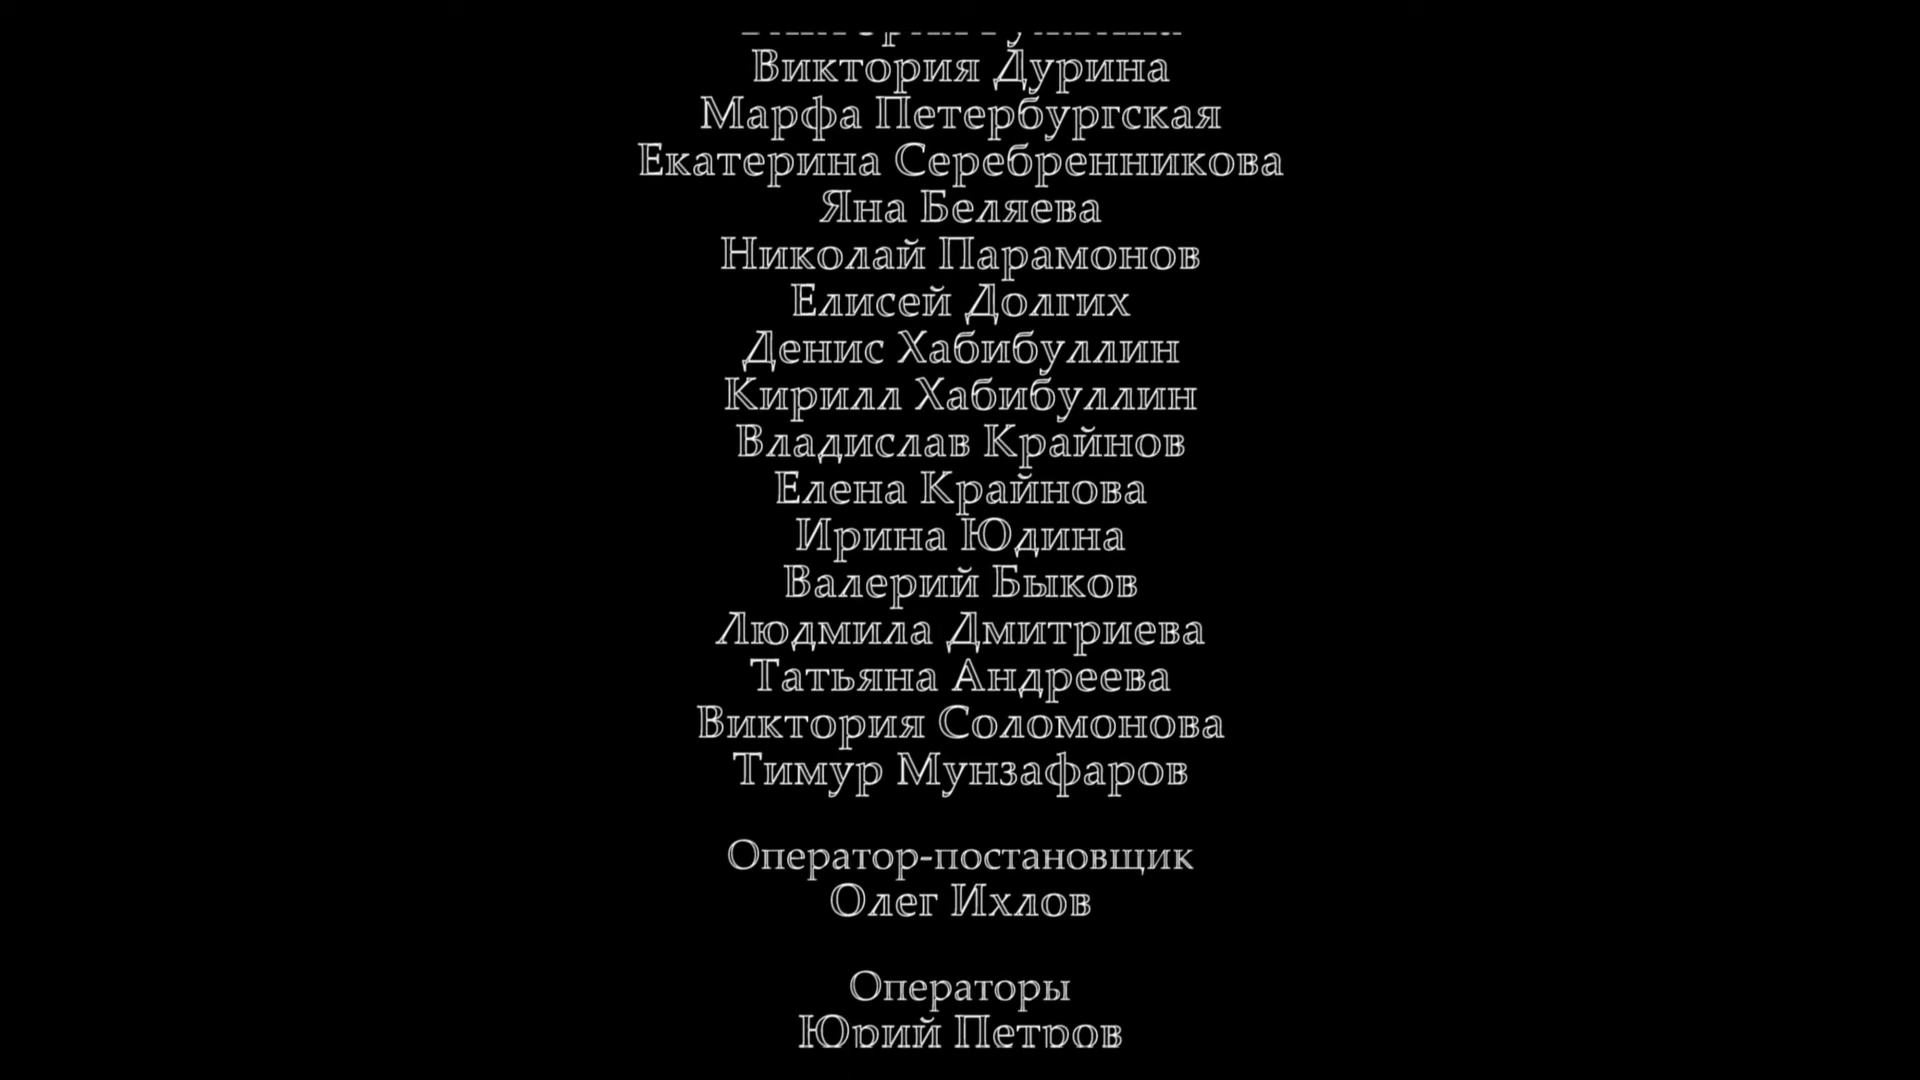 Виктория Дурина
Марфа Петербургская
Екатерина Серебренникова
Яна Беляева
Николай Парамонов
Елисей Долгих
Денис Хабибуллин
Кирилл Хабибуллин
Владислав Крайнов
Елена Крайнова
Ирина Юдина
Валерий Быков
Людмила Дмитриева
Татьяна Андреева
Виктория Соломонова
Тимур Мунзафаров
Оператор-постановщик
Олег Ихлов
Операторы
Юрий Петров